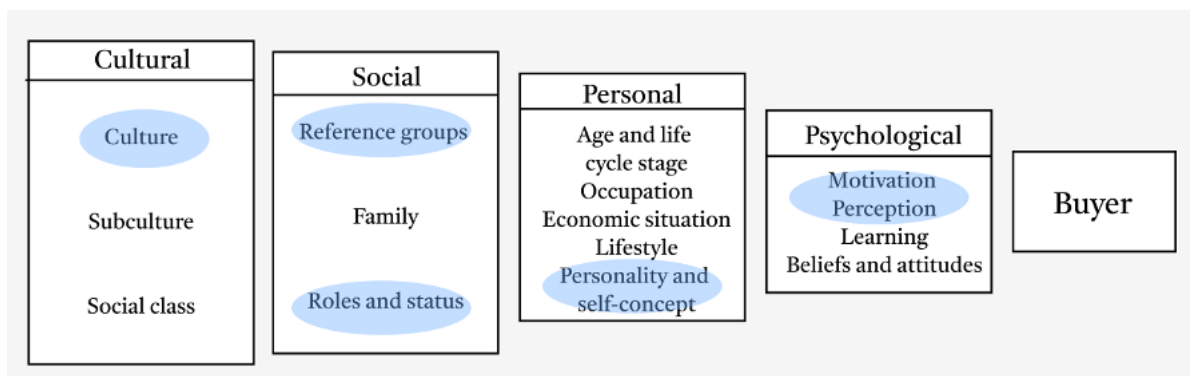 Cultural
Culture
Subculture
Social class
Social
Reference groups
Family
Roles and status
Personal
Age and life
cycle stage
Occupation
Economic situation
Lifestyle
Personality and
self-concept
Psychological
Motivation
Perception
Learning
Beliefs and attitudes
Buyer